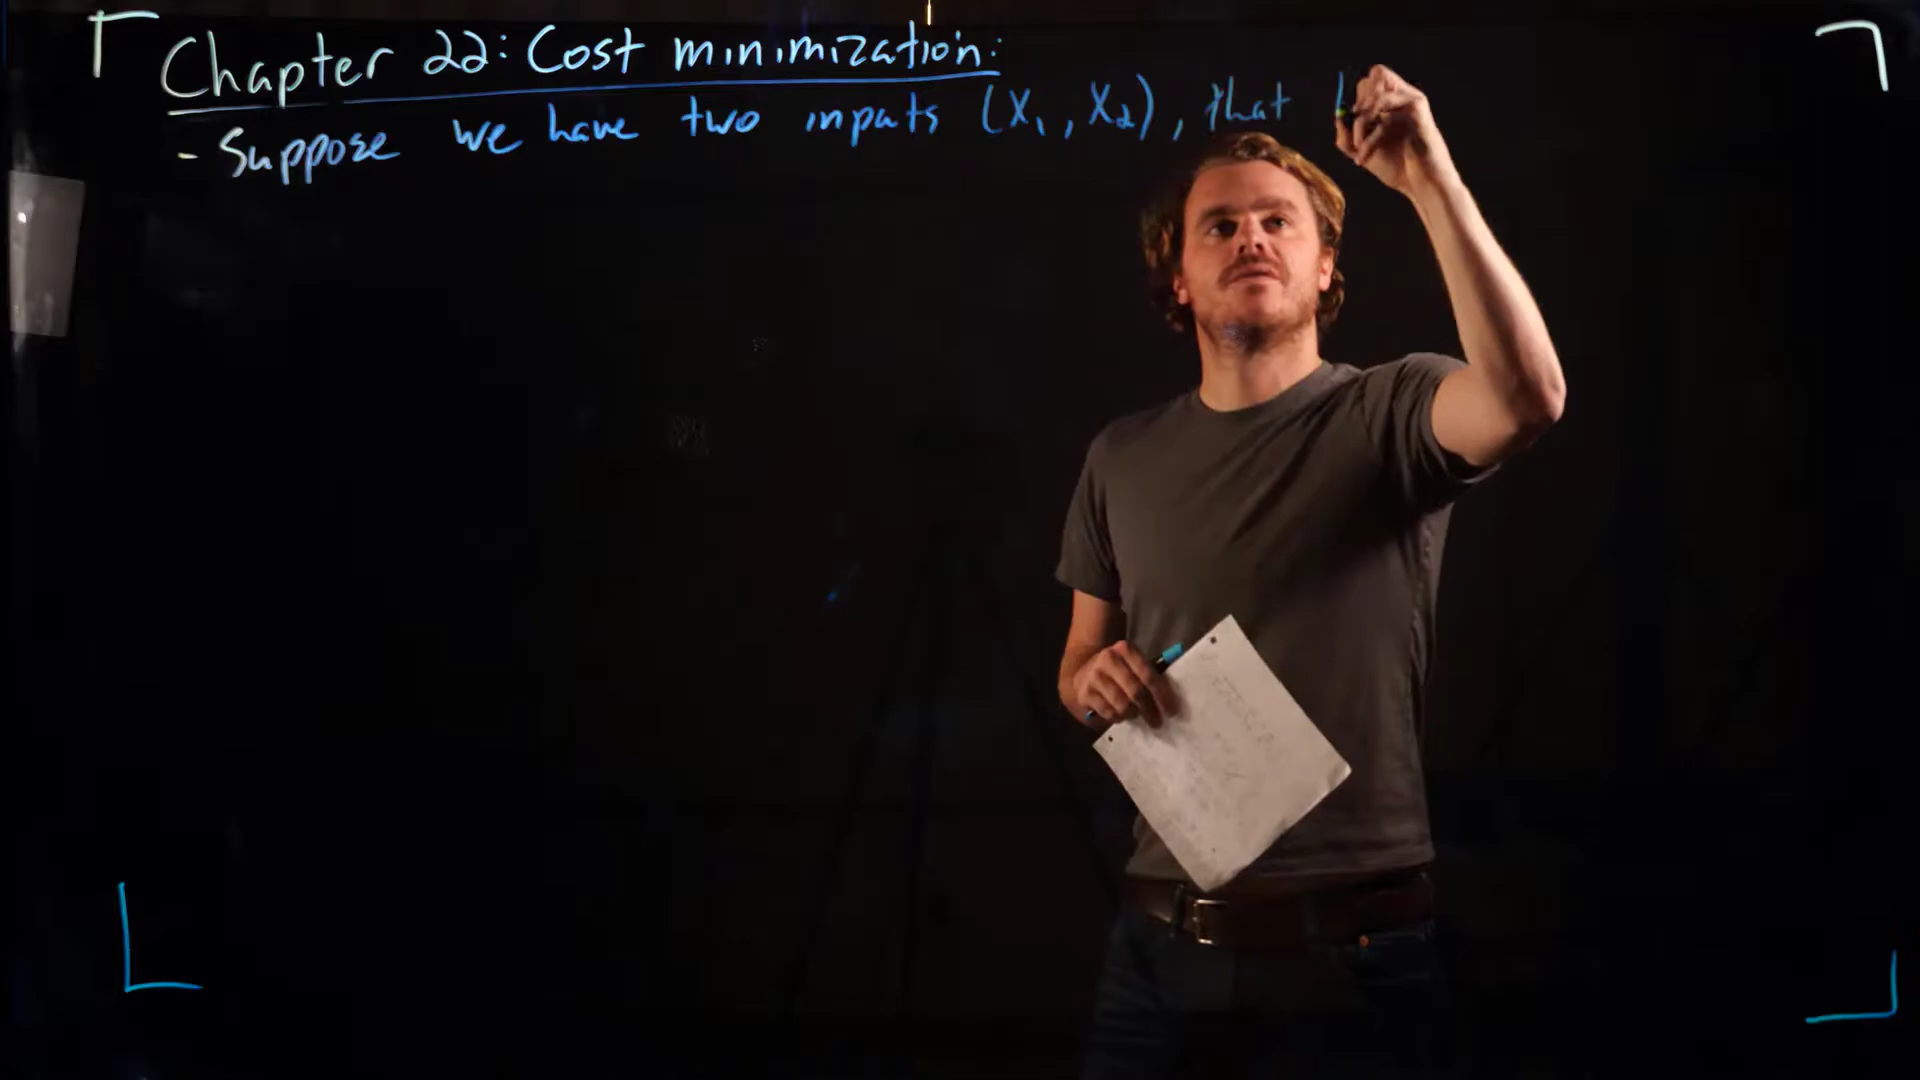 Chapter 22: Cost minimization:
- Suppose we have two inputs (X₁, X₂), that